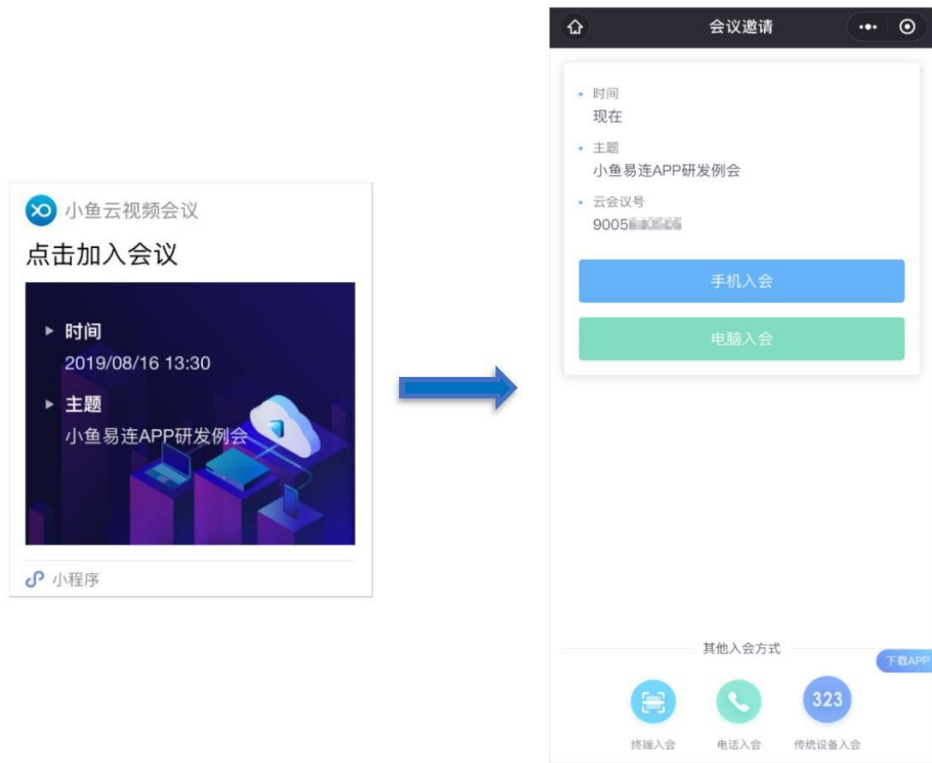 小鱼云视频会议
点击加入会议
时间
2019/08/16 13:30
主题
小鱼易连APP研发例会
小程序
会议邀请
时间
现在
主题
小鱼易连APP研发例会
云会议号
9005
手机入会
电脑入会
其他入会方式
下载APP
323
终端入会
电话入会
传统设备入会